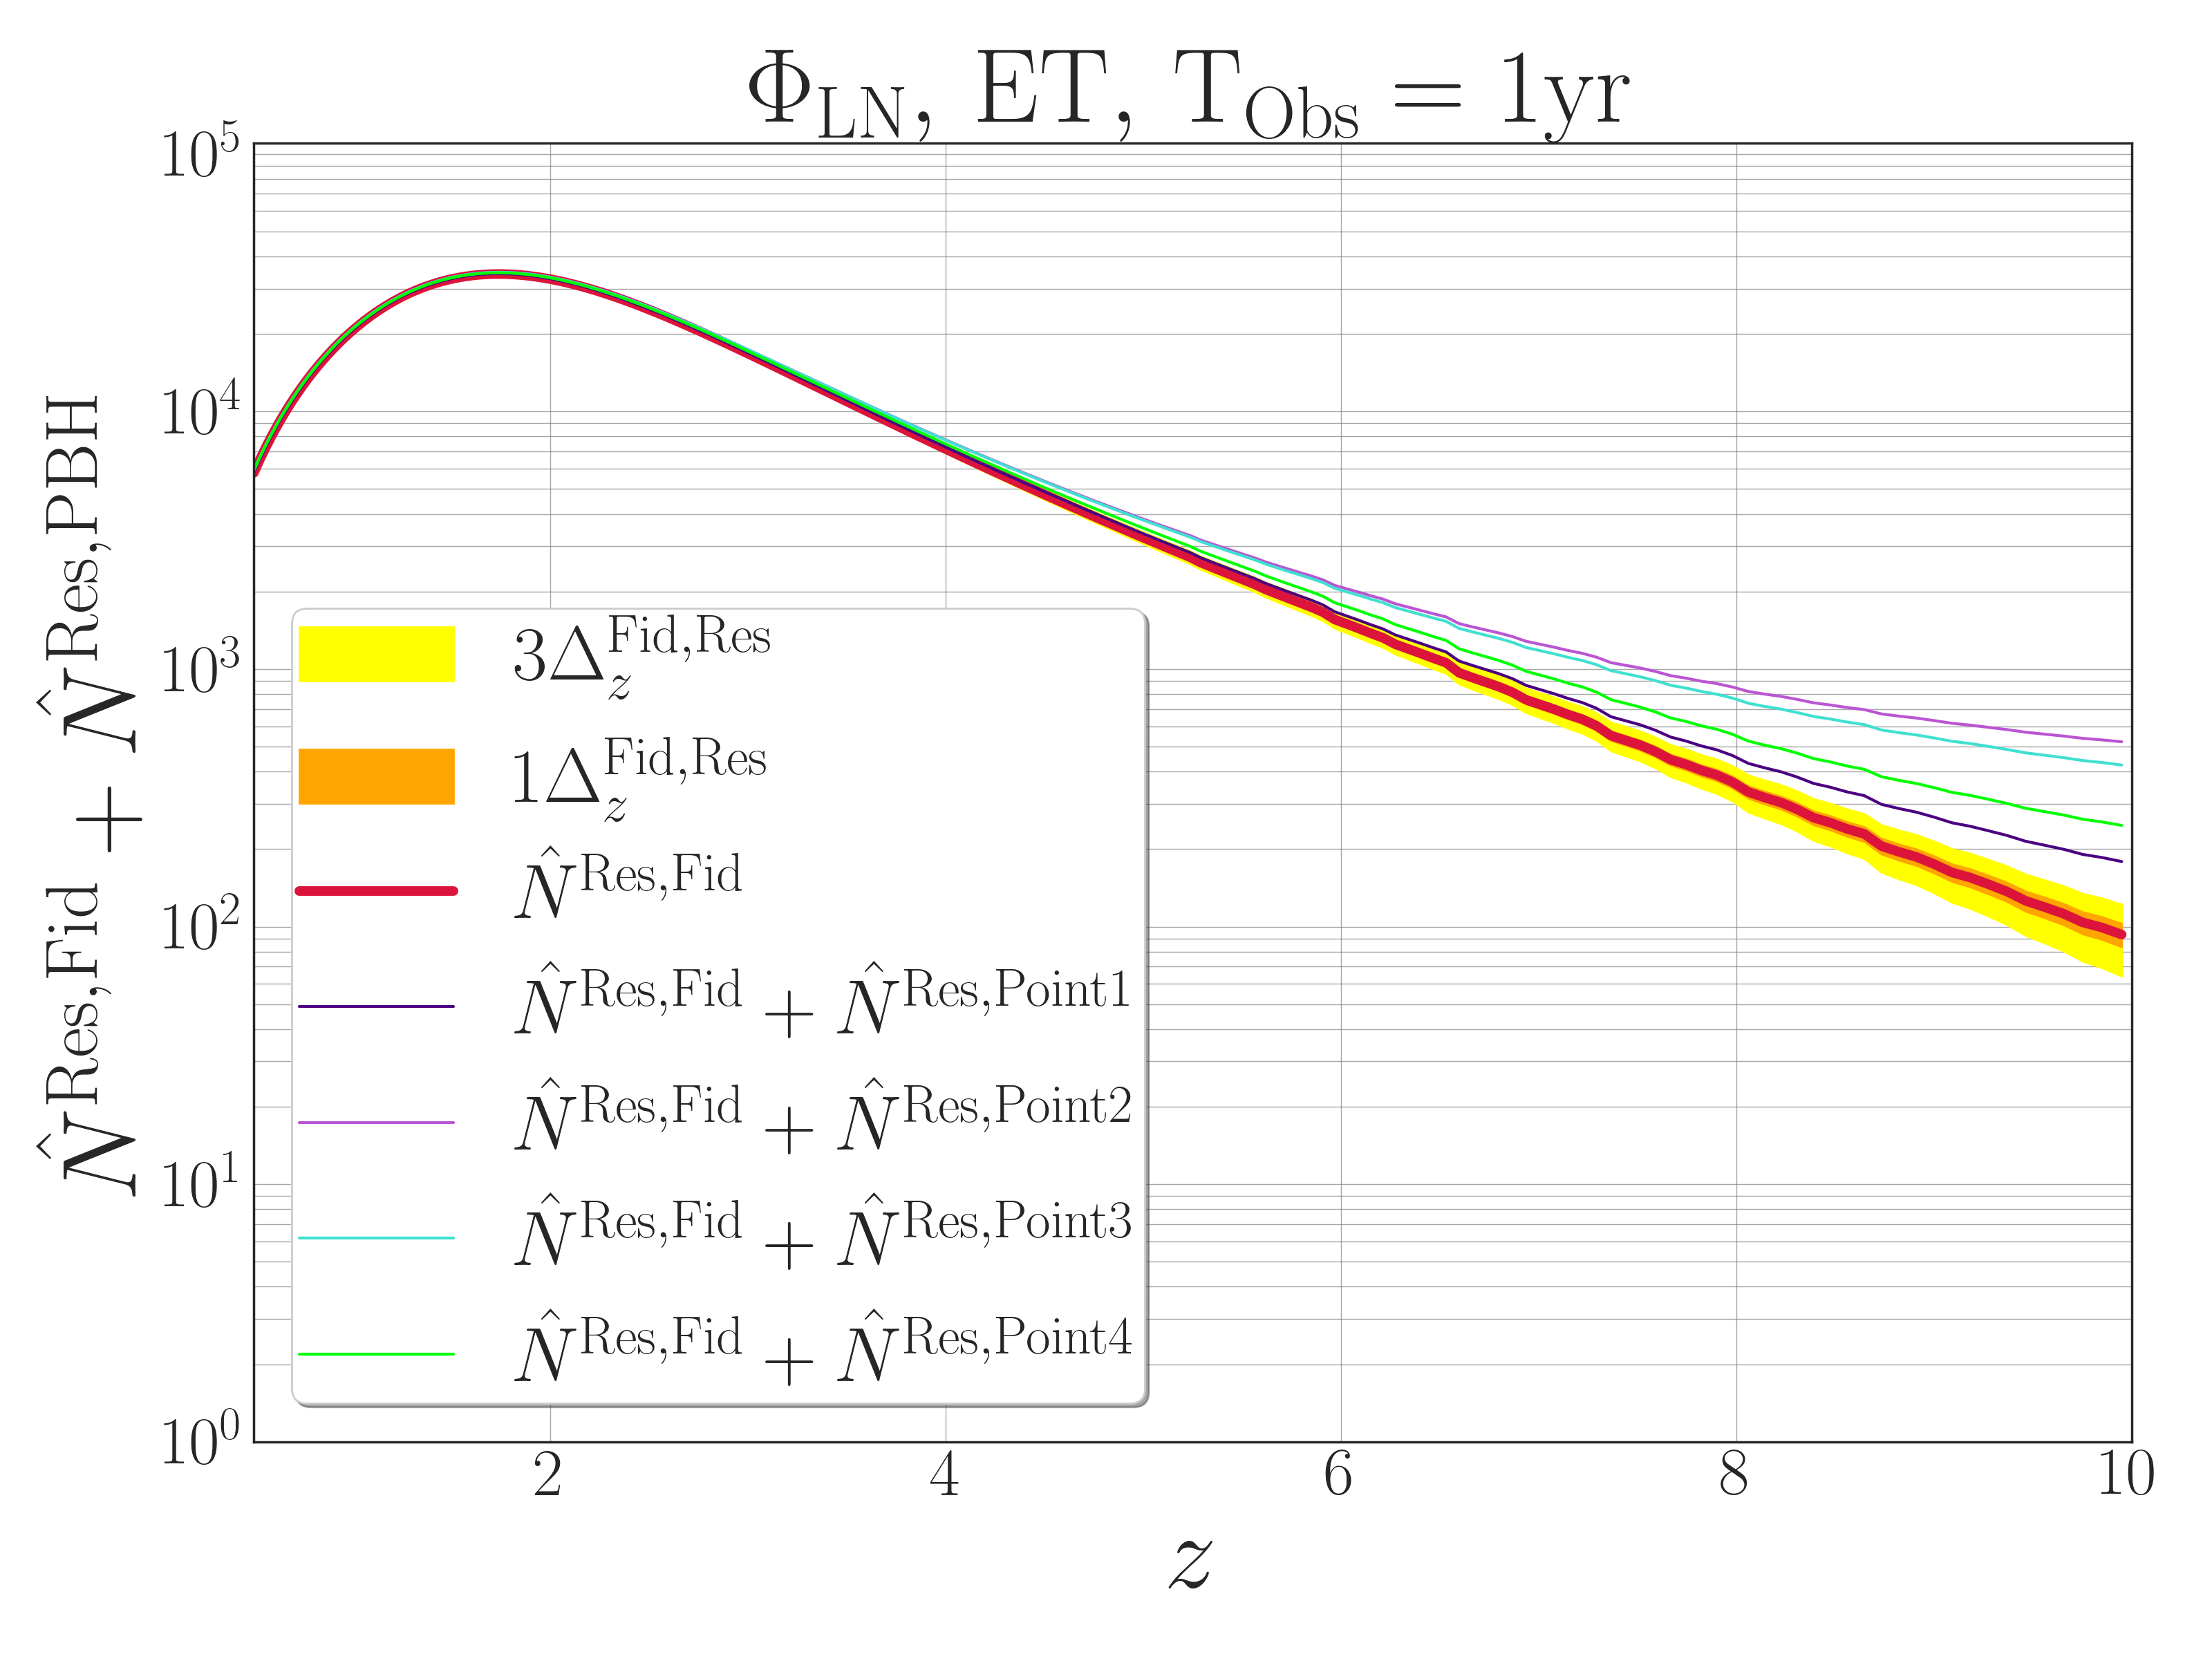 Φ_LN, ET, T_Obs = 1yr
N̂^Res,Fid + N̂^Res,PBH
10^5
10^4
10^3
10^2
10^1
10^0
3Δ_z^Fid,Res
1Δ_z^Fid,Res
N̂^Res,Fid
N̂^Res,Fid + N̂^Res,Point1
N̂^Res,Fid + N̂^Res,Point2
N̂^Res,Fid + N̂^Res,Point3
N̂^Res,Fid + N̂^Res,Point4
2 4 6 8 10
z